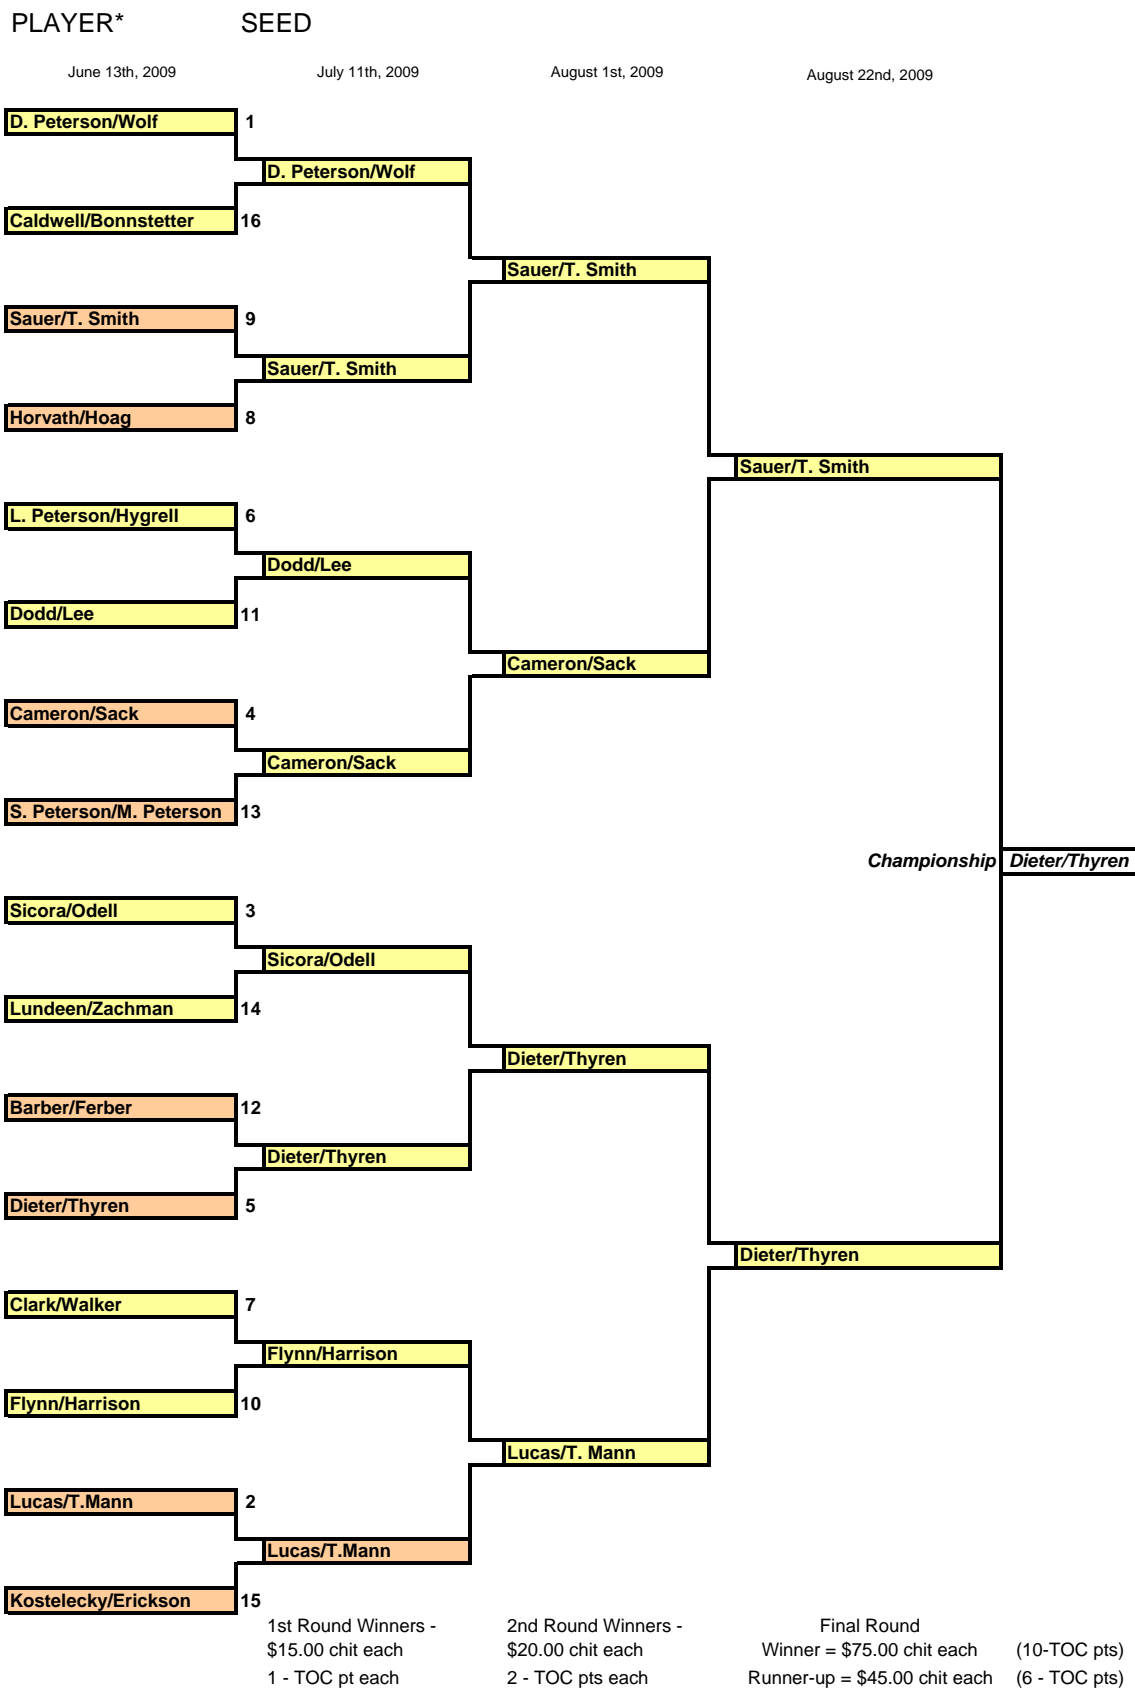 PLAYER* SEED
June 13th, 2009 July 11th, 2009 August 1st, 2009 August 22nd, 2009
D. Peterson/Wolf 1
D. Peterson/Wolf
Caldwell/Bonnstetter 16
Sauer/T. Smith
Sauer/T. Smith 9
Sauer/T. Smith
Horvath/Hoag 8
Sauer/T. Smith
L. Peterson/Hygrell 6
Dodd/Lee
Dodd/Lee 11
Cameron/Sack
Cameron/Sack 4
Cameron/Sack
S. Peterson/M. Peterson 13
Championship Dieter/Thyren
Sicora/Odell 3
Sicora/Odell
Lundeen/Zachman 14
Dieter/Thyren
Barber/Ferber 12
Dieter/Thyren
Dieter/Thyren 5
Dieter/Thyren
Clark/Walker 7
Flynn/Harrison
Flynn/Harrison 10
Lucas/T. Mann
Lucas/T.Mann 2
Lucas/T.Mann
Kostelecky/Erickson 15
1st Round Winners - 2nd Round Winners - Final Round
$15.00 chit each $20.00 chit each Winner = $75.00 chit each (10-TOC pts)
1 - TOC pt each 2 - TOC pts each Runner-up = $45.00 chit each (6 - TOC pts)